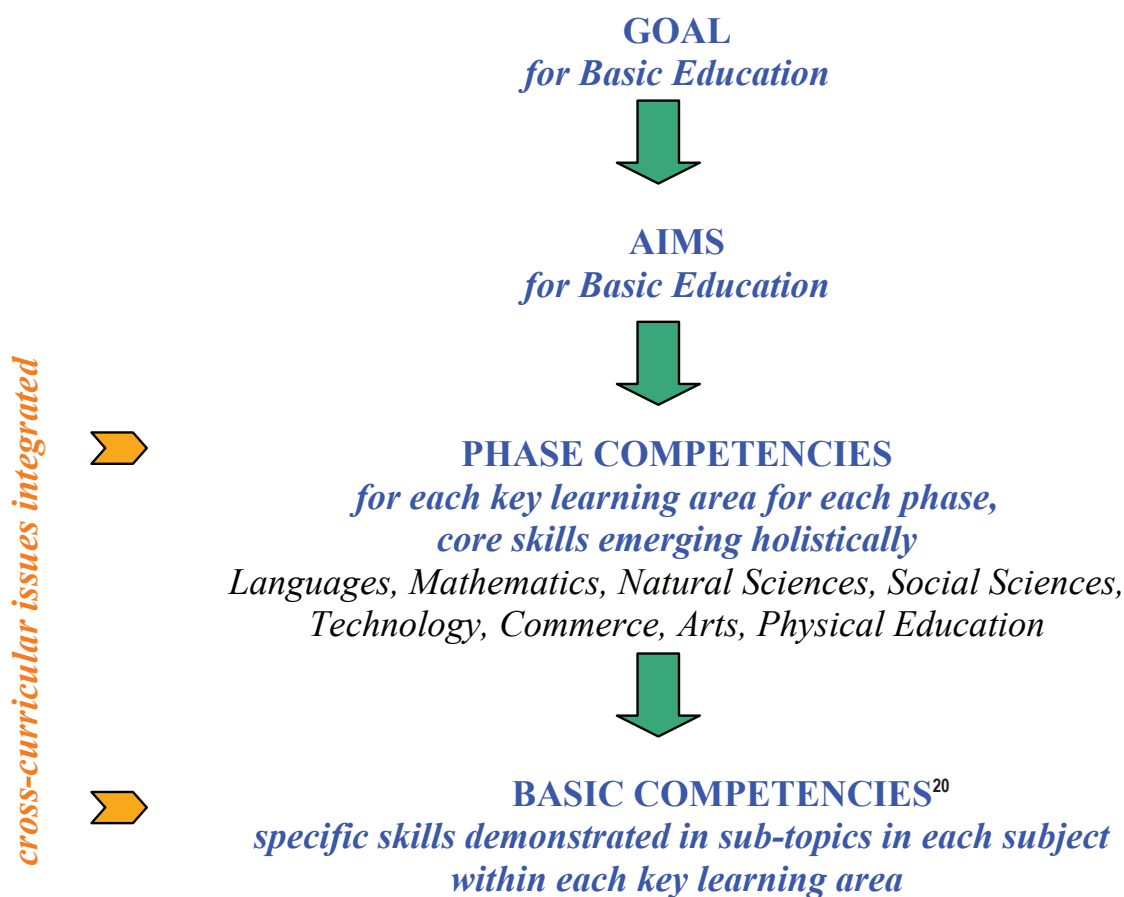 GOAL
for Basic Education
AIMS
for Basic Education
cross-curricular issues integrated
PHASE COMPETENCIES
for each key learning area for each phase,
core skills emerging holistically
Languages, Mathematics, Natural Sciences, Social Sciences,
Technology, Commerce, Arts, Physical Education
BASIC COMPETENCIES20
specific skills demonstrated in sub-topics in each subject
within each key learning area